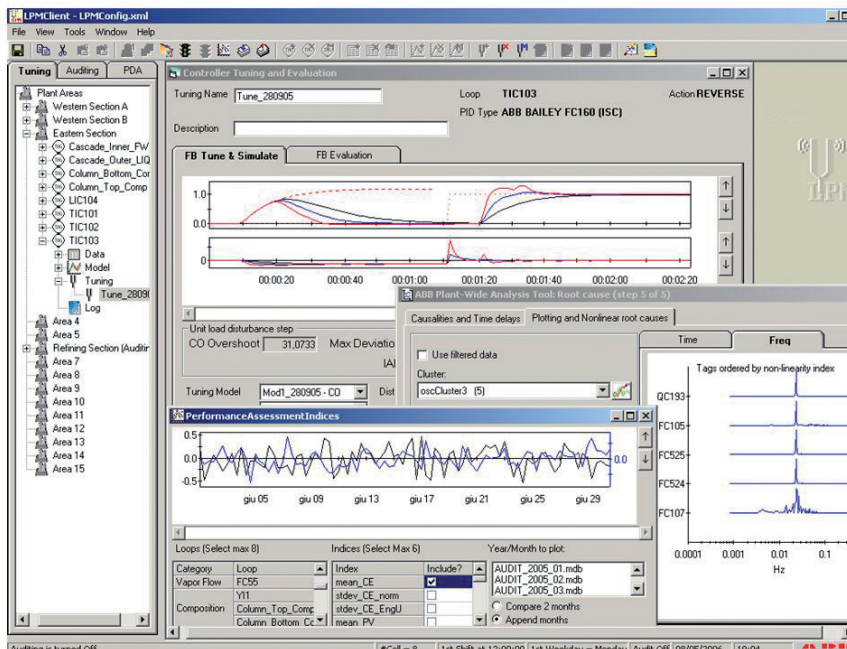 LPMClient - LPMConfig.xml
File View Tools Window Help
Tuning Auditing PDA
Plant Areas
Western Section A
Western Section B
Eastern Section
Cascade_Inner_FW
Cascade_Outer_LIQ
Column_Bottom_Cor
Column_Top_Comp
LIC104
TIC101
TIC102
TIC103
Data
Model
Tuning
Tune_2809
Log
Area 4
Area 5
Refining Section (Auditin
Area 7
Area 8
Area 9
Area 10
Area 11
Area 12
Area 13
Area 14
Area 15
Controller Tuning and Evaluation
Tuning Name Tune_280905 Loop TIC103 Action REVERSE
PID Type ABB BAILEY FC160 (ISC)
Description
FB Tune & Simulate FB Evaluation
1.0
0.0
0
00:00:20 00:00:40 00:01:00 00:01:20 00:01:40 00:02:00 00:02:20
Unit load disturbance step
CO Overshoot 31,0733 Max Deviatio
IA
Tuning Model Mod1_280905 - CO Dist
LPM
ABB Plant-Wide Analysis Tool: Root cause (step 5 of 5)
Causalities and Time delays Plotting and Nonlinear root causes
Use filtered data
Cluster:
oscCluster3 (5)
Time Freq
Tags ordered by non-linearity index
QC193
FC105
FC525
FC524
FC107
0.0001 0.001 0.01 0.1
Hz
PerformanceAssessmentIndices
0.5
0.0
-0.5
0.0
giu 05 giu 09 giu 13 giu 17 giu 21 giu 25 giu 29
Loops (Select max 8) Indices (Select Max 6) Year/Month to plot:
Category Loop
Vapor Flow FC55
YI1
Composition Column_Top_Comp
Column_Bottom_Cc
Index Include?
mean_CE
stdev_CE_norm
stdev_CE_EngU
mean_PV
AUDIT_2005_01.mdb
AUDIT_2005_02.mdb
AUDIT_2005_03.mdb
Compare 2 months
Append months